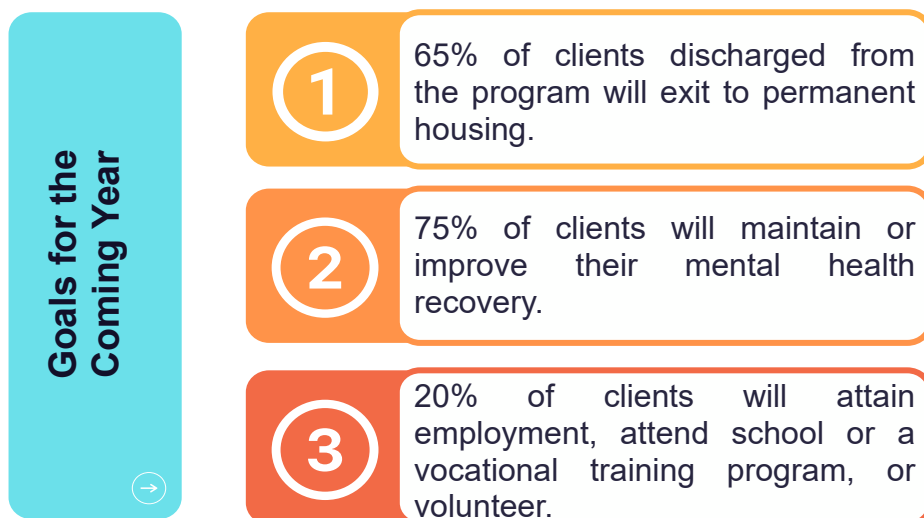 Goals for the
Coming Year
1
65% of clients discharged from
the program will exit to permanent
housing.
2
75% of clients will maintain or
improve their mental health
recovery.
3
20% of clients will attain
employment, attend school or a
vocational training program, or
volunteer.